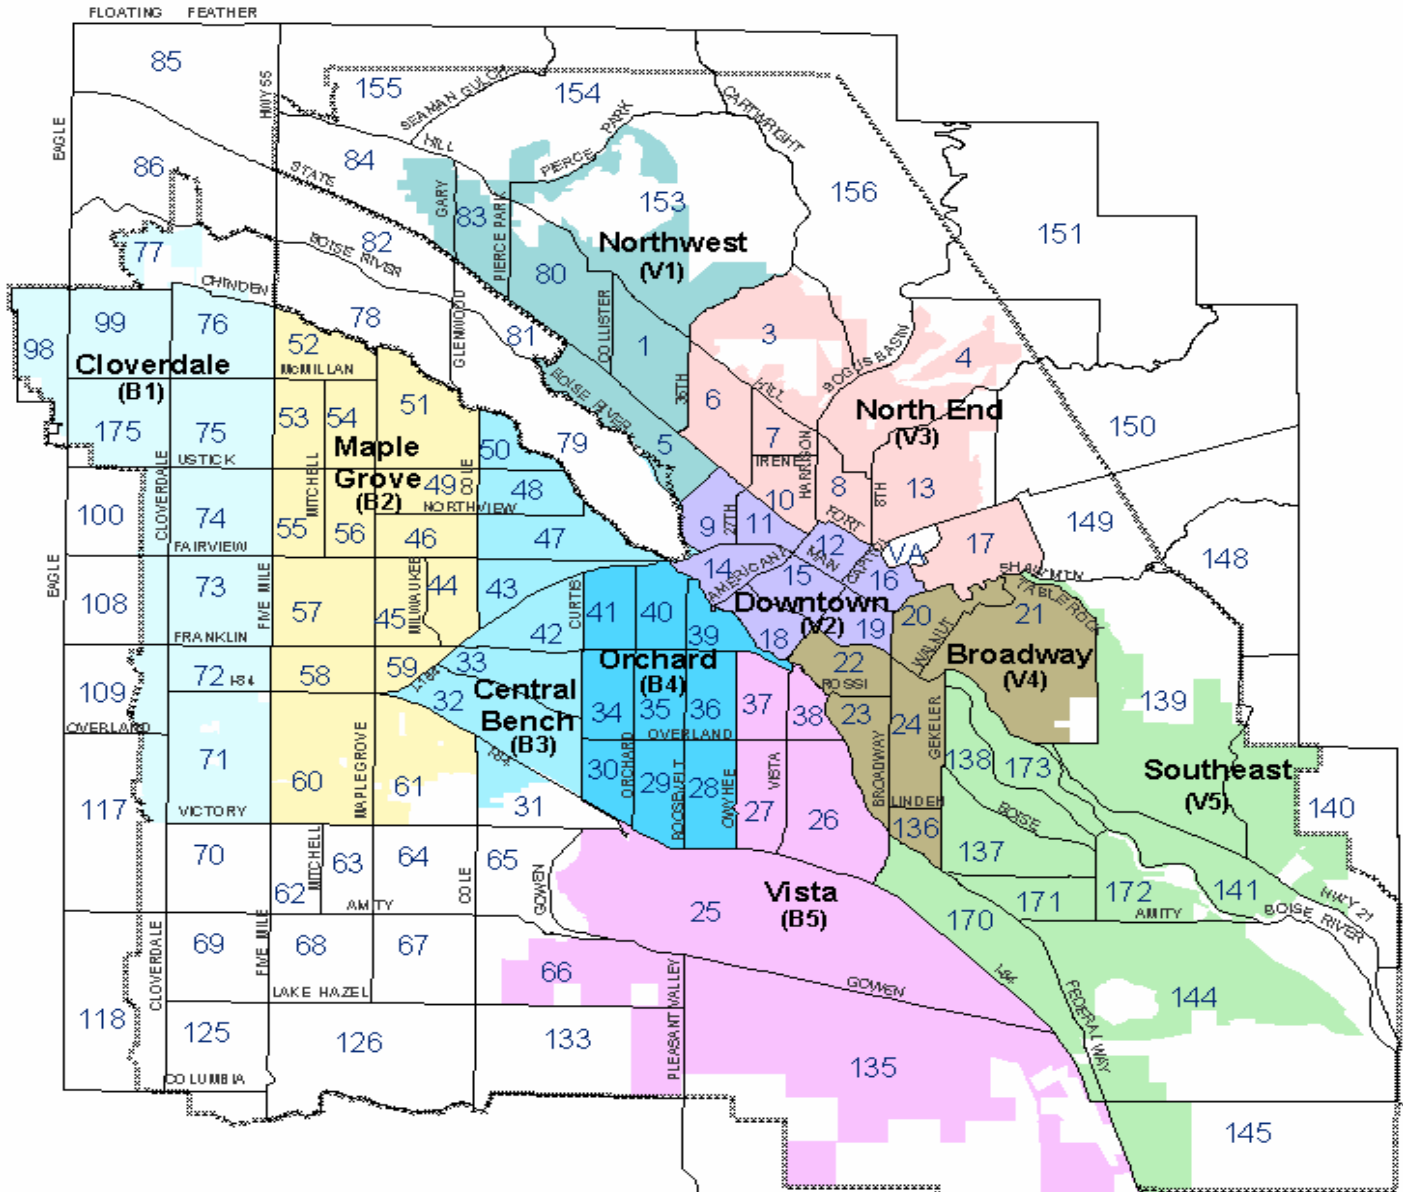 FLOATING FEATHER
85
155
154
HWY 55
SEAMAN GULCH
CARTWRIGHT
EAGLE
86
84
HILL
PIERCE PARK
STATE
GARY
83
PIERCE PARK
153
156
151
77
82
BOISE RIVER
Northwest
(V1)
80
CHINDEN
99
76
78
GLENWOOD
81
COLLISTER
1
3
BOGUS BASIN
4
98
52
McMILLAN
Cloverdale
(B1)
BOISE RIVER
36TH
6
HILL
North End
(V3)
53
54
51
175
75
USTICK
Maple
Grove
(B2)
50
79
5
7
IRENE
HARRISON
150
MITCHELL
COLE
49
48
NORTHVIEW
10
8
8TH
13
100
CLOVERDALE
74
FAIRVIEW
55
56
46
47
9
27TH
11
FORT
12
VA
17
149
148
EAGLE
108
73
FRANKLIN
FIVE MILE
57
45
MILWAUKEE
44
43
CURTIS
42
41
40
39
14
AMERICANA
MAIN
CAPITOL
15
16
SHAW MTN
TABLE ROCK
Downtown
(V2)
18
19
20
WALNUT
21
109
72
I-84
58
59
I-184
33
32
Central
Bench
(B3)
Orchard
(B4)
22
ROSSI
Broadway
(V4)
139
OVERLAND
34
35
36
OVERLAND
37
38
23
24
GEKELER
71
VICTORY
60
MAPLEGROVE
61
I-84
31
30
ORCHARD
29
ROOSEVELT
28
OWYHEE
27
VISTA
26
BROADWAY
LINDEN
136
138
173
BOISE
Southeast
(V5)
140
117
70
62
MITCHELL
63
64
AMITY
COLE
65
GOWEN
Vista
(B5)
25
137
171
172
AMITY
141
HWY 21
BOISE RIVER
170
CLOVERDALE
69
FIVE MILE
68
67
66
LAKE HAZEL
PLEASANT VALLEY
GOWEN
I-84
FEDERAL WAY
144
118
125
126
133
135
COLUMBIA
145